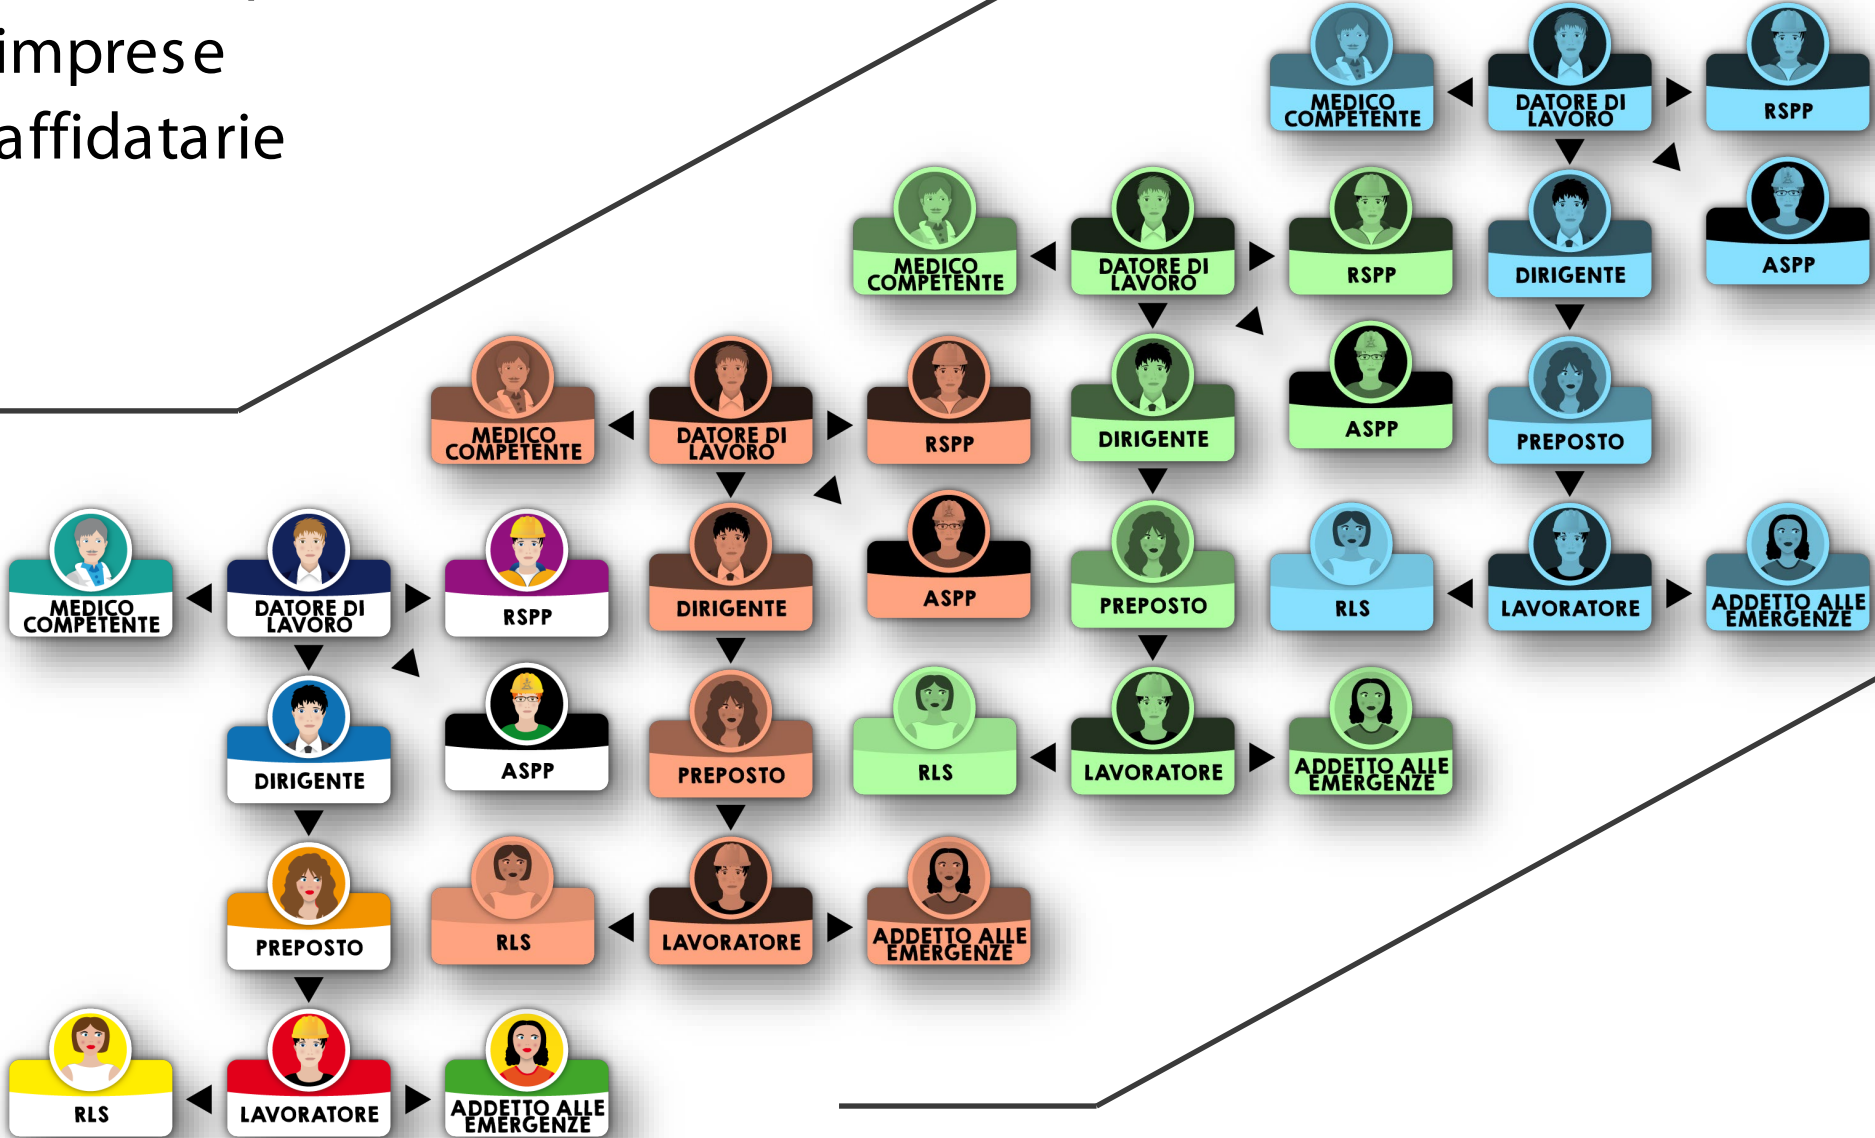 imprese
affidatarie
MEDICO
COMPETENTE
DATORE DI
LAVORO
RSPP
ASPP
DIRIGENTE
PREPOSTO
RLS
LAVORATORE
ADDETTO ALLE
EMERGENZE
MEDICO
COMPETENTE
DATORE DI
LAVORO
RSPP
ASPP
DIRIGENTE
PREPOSTO
RLS
LAVORATORE
ADDETTO ALLE
EMERGENZE
MEDICO
COMPETENTE
DATORE DI
LAVORO
RSPP
ASPP
DIRIGENTE
PREPOSTO
RLS
LAVORATORE
ADDETTO ALLE
EMERGENZE
MEDICO
COMPETENTE
DATORE DI
LAVORO
RSPP
DIRIGENTE
ASPP
PREPOSTO
RLS
LAVORATORE
ADDETTO ALLE
EMERGENZE